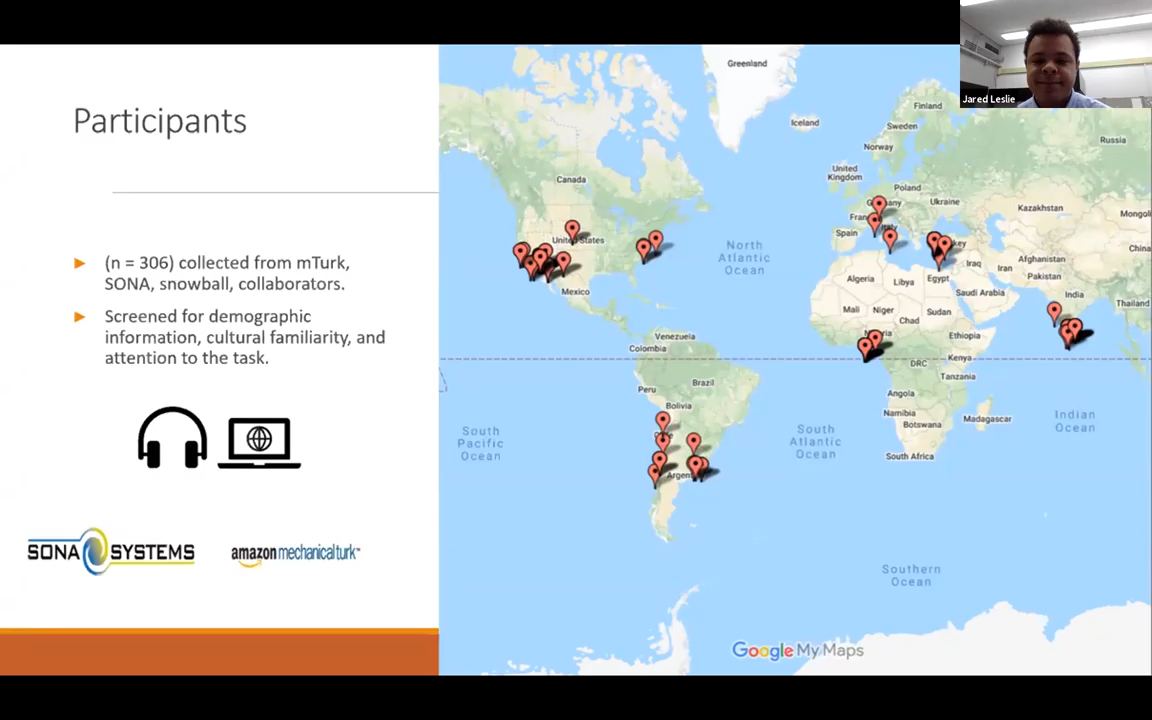 Participants
(n = 306) collected from mTurk,
SONA, snowball, collaborators.
Screened for demographic
information, cultural familiarity, and
attention to the task.
SONA SYSTEMS
amazon mechanical turk™
Jared Leslie
Greenland
Iceland
Finland
Sweden
Norway
Russia
United
Kingdom
Poland
Ukraine
Kazakhstan
Mongol
Spain
Canada
North
Atlantic
Ocean
China
Afghanistan
Iraq
Iran
Pakistan
Algeria
Libya
Egypt
Saudi Arabia
India
Thailand
Mexico
Mali
Niger
Chad
Sudan
Ethiopia
Venezuela
Colombia
DRC
Kenya
Tanzania
Peru
Brazil
Bolivia
Angola
Namibia
Botswana
Madagascar
South Africa
South
Pacific
Ocean
South
Atlantic
Ocean
Indian
Ocean
Southern
Ocean
Google My Maps